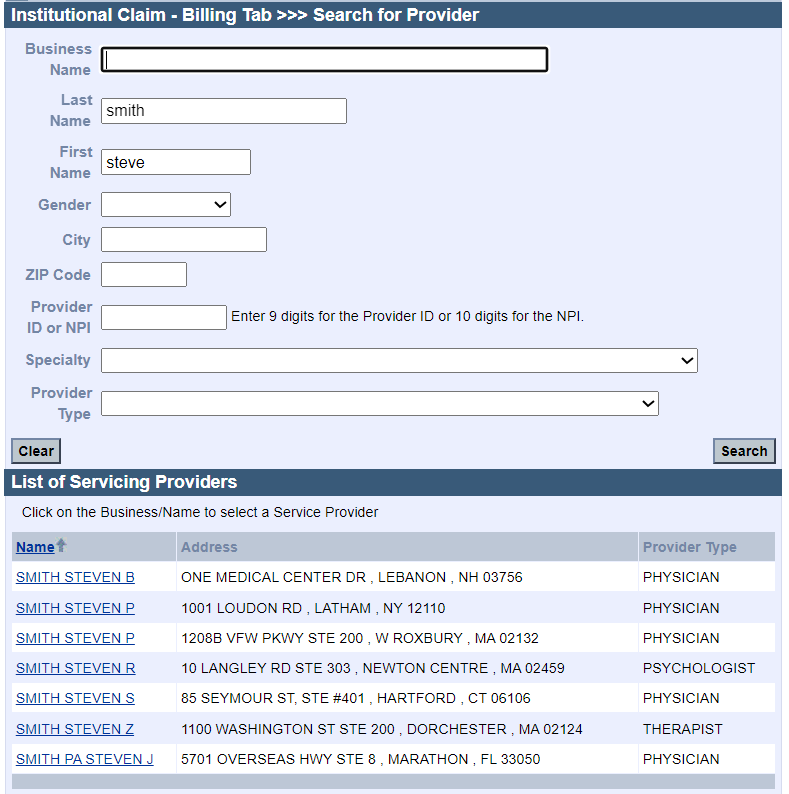 Institutional Claim - Billing Tab >>> Search for Provider
Business
Name
Last
Name
smith
First
Name
steve
Gender
City
ZIP Code
Provider
ID or NPI
Enter 9 digits for the Provider ID or 10 digits for the NPI.
Specialty
Provider
Type
Clear Search
List of Servicing Providers
Click on the Business/Name to select a Service Provider
Name Address Provider Type
SMITH STEVEN B ONE MEDICAL CENTER DR , LEBANON , NH 03756 PHYSICIAN
SMITH STEVEN P 1001 LOUDON RD , LATHAM , NY 12110 PHYSICIAN
SMITH STEVEN P 1208B VFW PKWY STE 200 , W ROXBURY , MA 02132 PHYSICIAN
SMITH STEVEN R 10 LANGLEY RD STE 303 , NEWTON CENTRE , MA 02459 PSYCHOLOGIST
SMITH STEVEN S 85 SEYMOUR ST, STE #401 , HARTFORD , CT 06106 PHYSICIAN
SMITH STEVEN Z 1100 WASHINGTON ST STE 200 , DORCHESTER , MA 02124 THERAPIST
SMITH PA STEVEN J 5701 OVERSEAS HWY STE 8 , MARATHON , FL 33050 PHYSICIAN